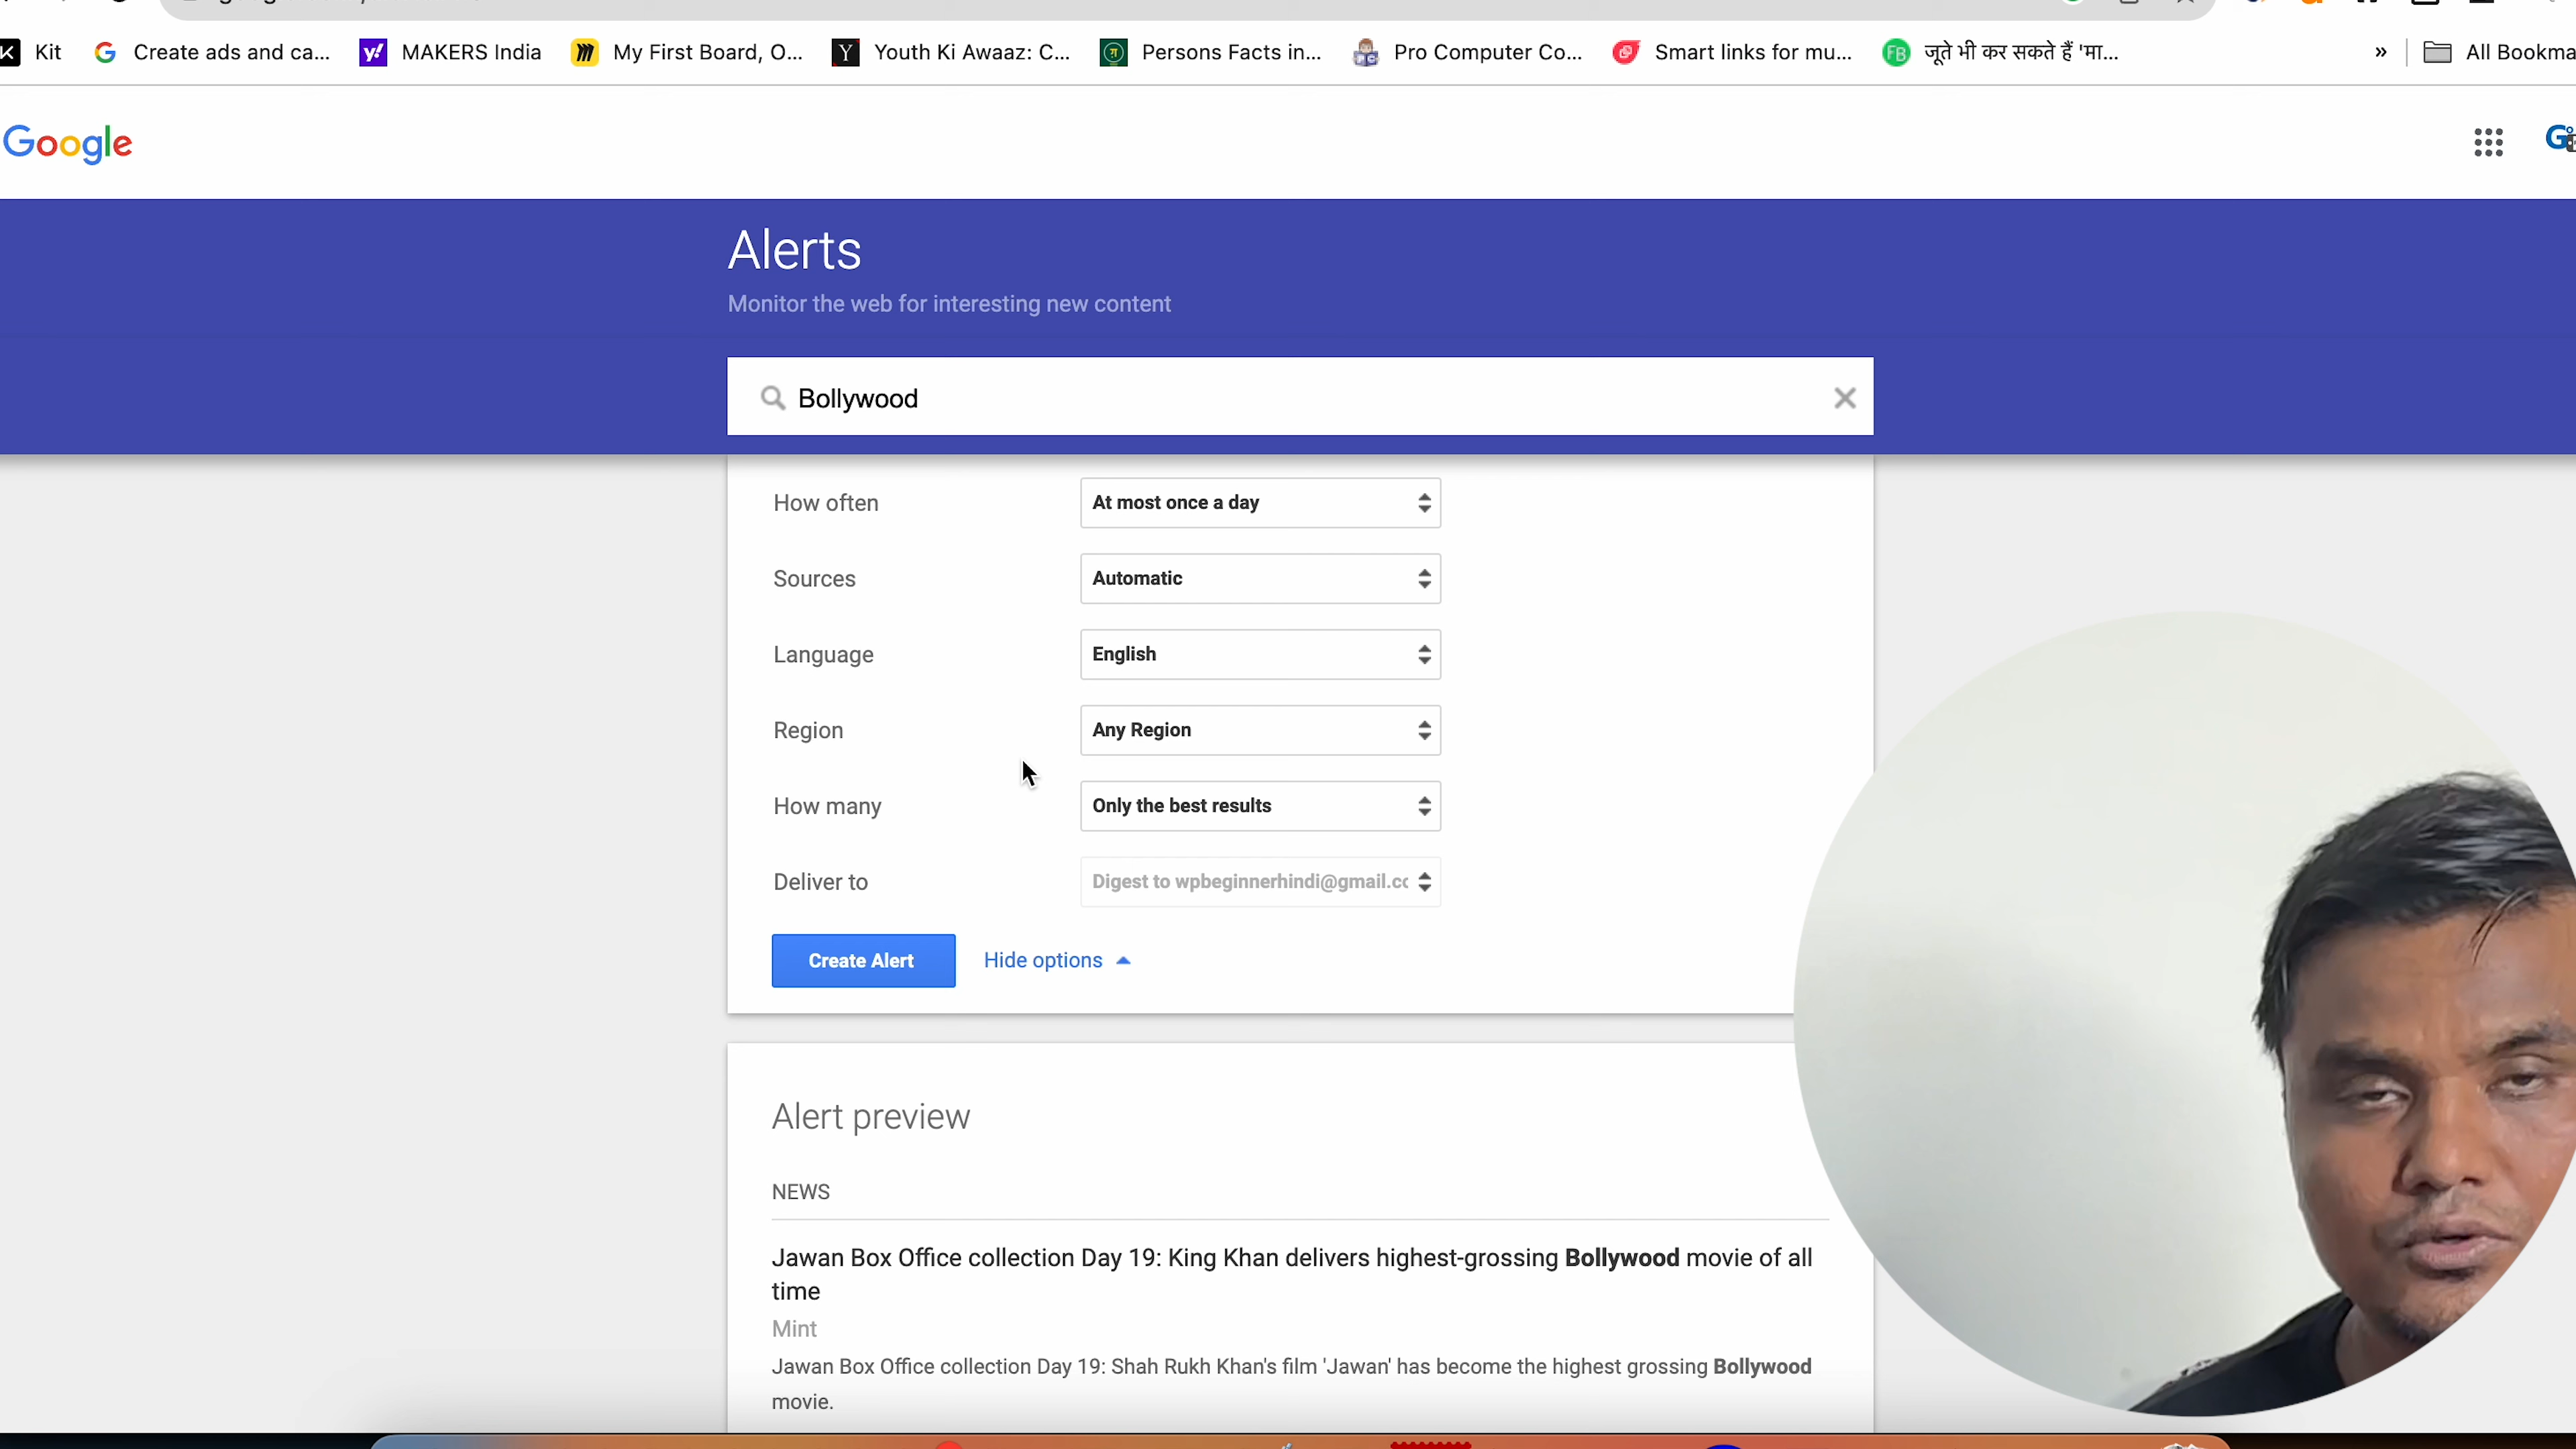 Kit Create ads and ca... MAKERS India My First Board, O... Youth Ki Awaaz: C... Persons Facts in... Pro Computer Co... Smart links for mu... जूते भी कर सकते हैं 'मा... » All Bookma
Google
Alerts
Monitor the web for interesting new content
Bollywood
How often At most once a day
Sources Automatic
Language English
Region Any Region
How many Only the best results
Deliver to Digest to wpbeginnerhindi@gmail.cc
Create Alert Hide options
Alert preview
NEWS
Jawan Box Office collection Day 19: King Khan delivers highest-grossing Bollywood movie of all
time
Mint
Jawan Box Office collection Day 19: Shah Rukh Khan's film 'Jawan' has become the highest grossing Bollywood
movie.